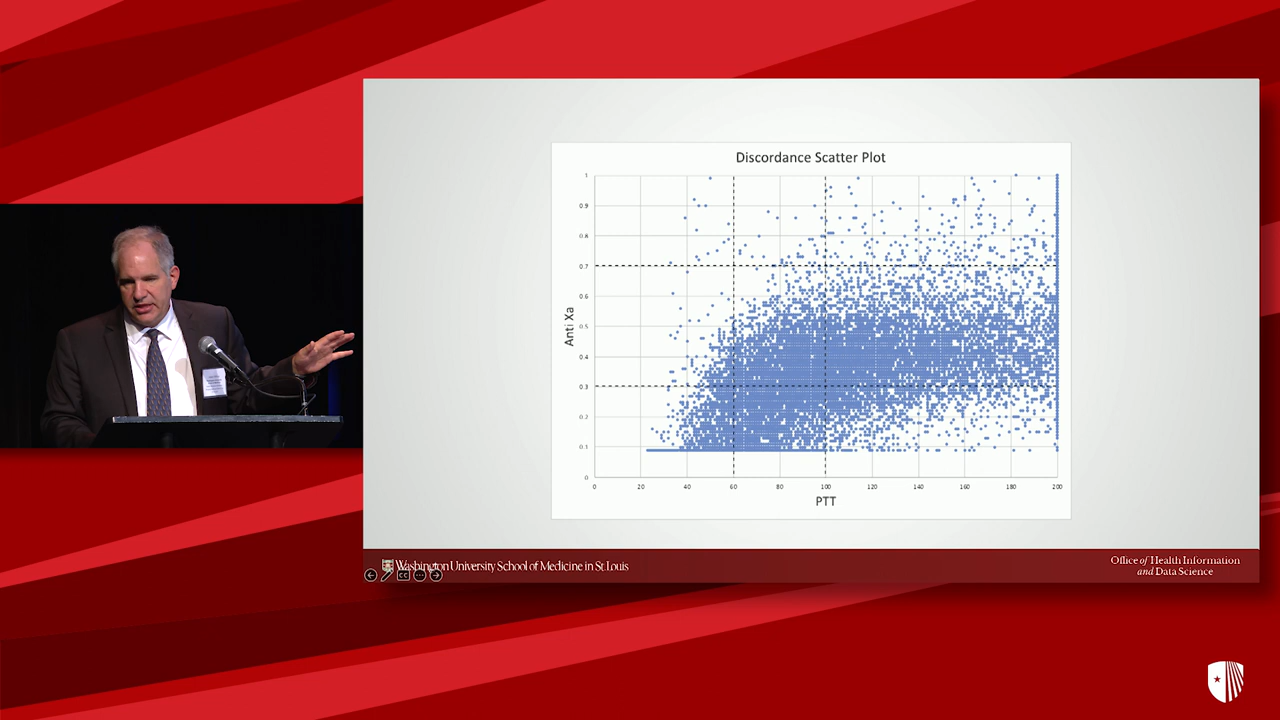 Discordance Scatter Plot
1
0.9
0.8
0.7
0.6
0.5
0.4
0.3
0.2
0.1
0
Anti Xa
0 20 40 60 80 100 120 140 160 180 200
PTT
Washington University School of Medicine in St. Louis
Office of Health Information
and Data Science
CC